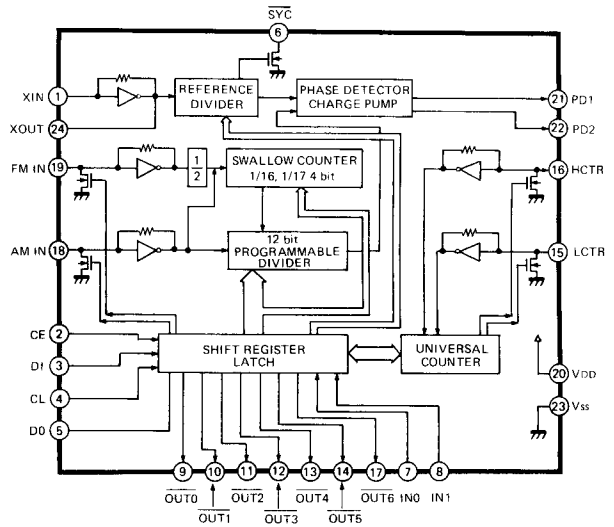 SYC
6
XIN 1
XOUT 24
REFERENCE
DIVIDER
PHASE DETECTOR
CHARGE PUMP
21 PD1
22 PD2
FM IN 19
1/2
SWALLOW COUNTER
1/16, 1/17 4 bit
16 HCTR
AM IN 18
12 bit
PROGRAMMABLE
DIVIDER
15 LCTR
CE 2
DI 3
CL 4
DO 5
SHIFT REGISTER
LATCH
UNIVERSAL
COUNTER
20 VDD
23 Vss
9 10 11 12 13 14 17 7 8
OUT0 OUT2 OUT4 OUT6 IN0 IN1
OUT1 OUT3 OUT5